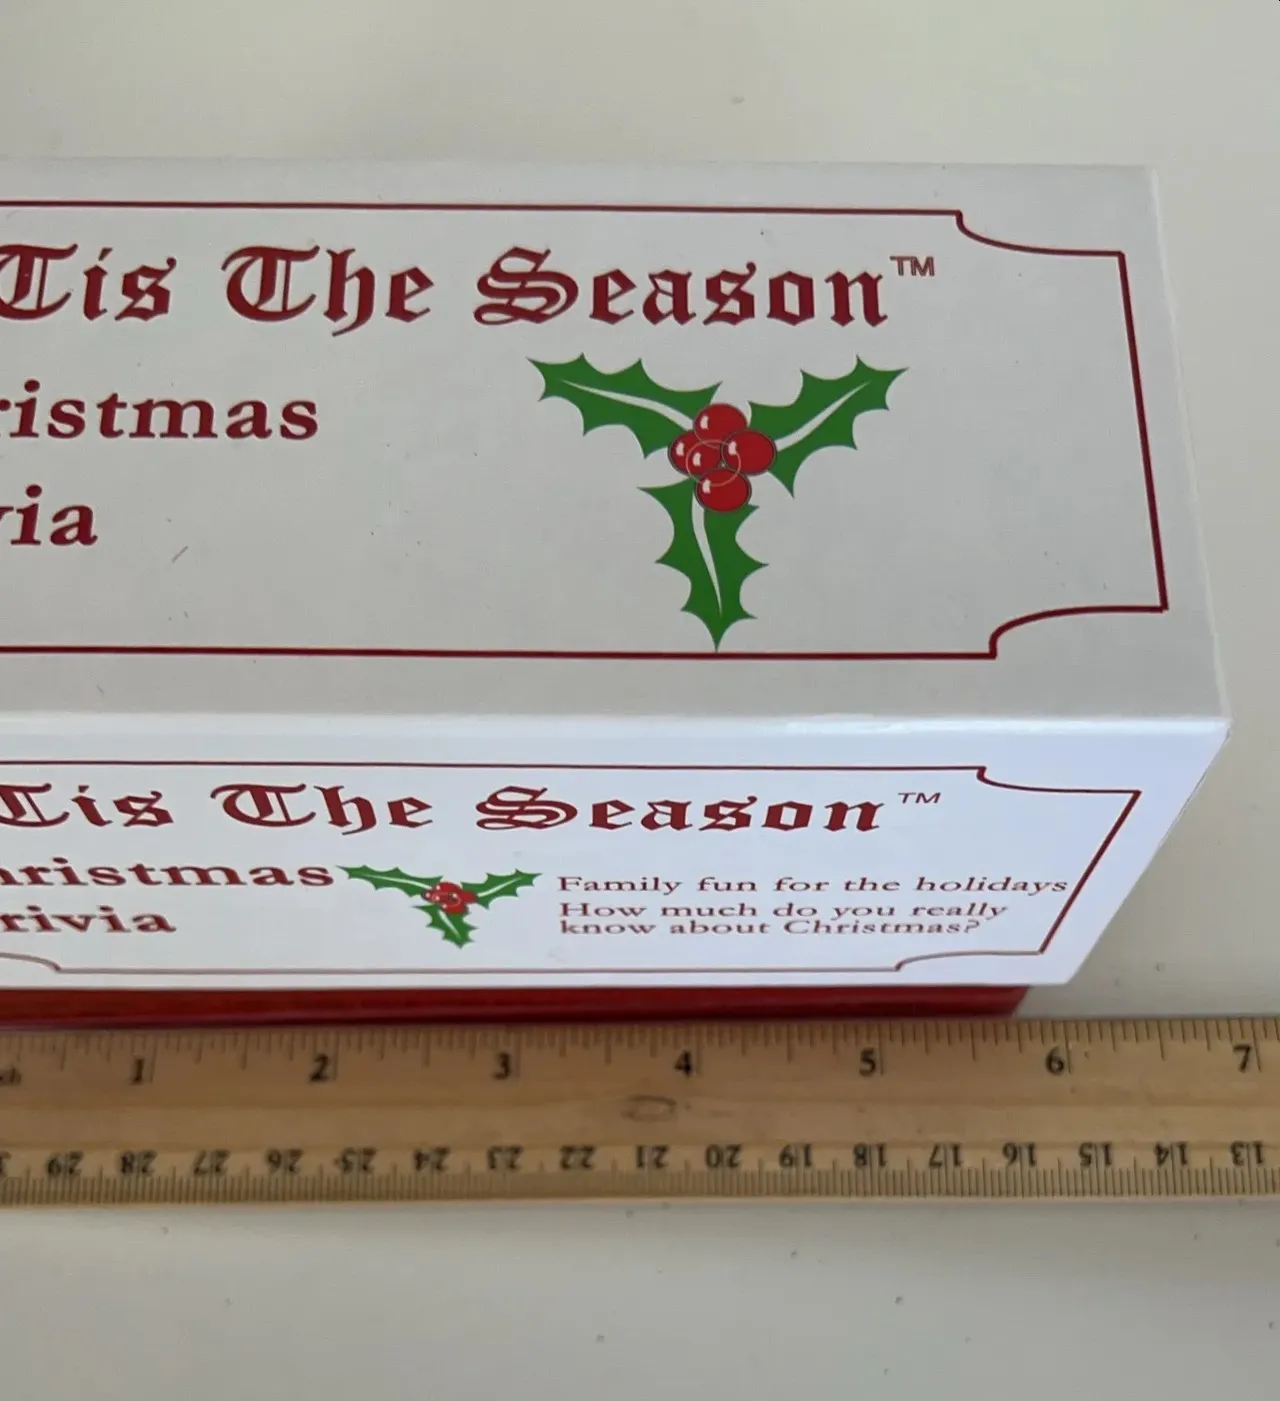 Tis The Season™
ristmas
via
Tis The Season™
hristmas
rivia
Family fun for the holidays
How much do you really
know about Christmas?
1 2 3 4 5 6 7
29 28 27 26 25 24 23 22 21 20 19 18 17 16 15 14 13